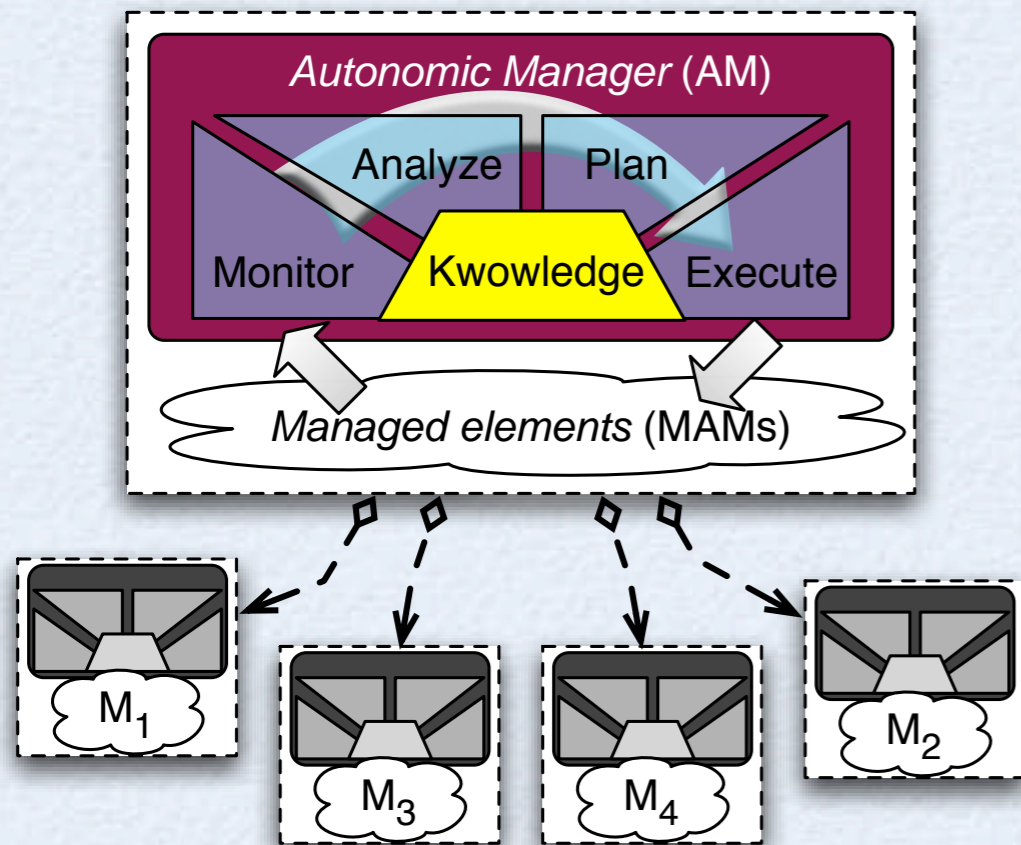 Autonomic Manager (AM)
Analyze Plan
Monitor Kwowledge Execute
Managed elements (MAMs)
M1
M2
M3
M4